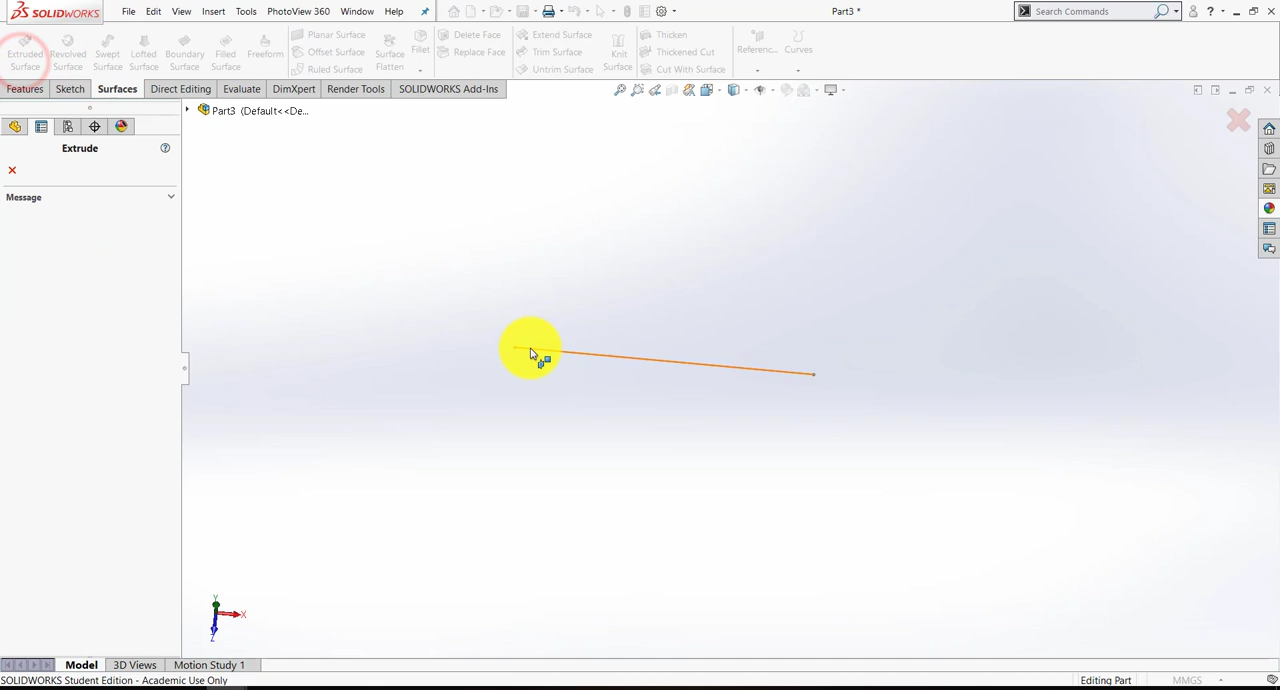 SOLIDWORKS File Edit View Insert Tools PhotoView 360 Window Help Part3 * Search Commands ?
Extruded Surface
Revolved Surface
Swept Surface
Lofted Surface
Boundary Surface
Filled Surface
Freeform
Planar Surface
Offset Surface
Ruled Surface
Surface Flatten
Fillet
Delete Face
Replace Face
Extend Surface
Trim Surface
Untrim Surface
Knit Surface
Thicken
Thickened Cut
Cut With Surface
Referenc...
Curves
Features Sketch Surfaces Direct Editing Evaluate DimXpert Render Tools SOLIDWORKS Add-Ins
Part3 (Default<<De...
Extrude ?
Message
Y
X
Z
Model 3D Views Motion Study 1
SOLIDWORKS Student Edition - Academic Use Only Editing Part MMGS